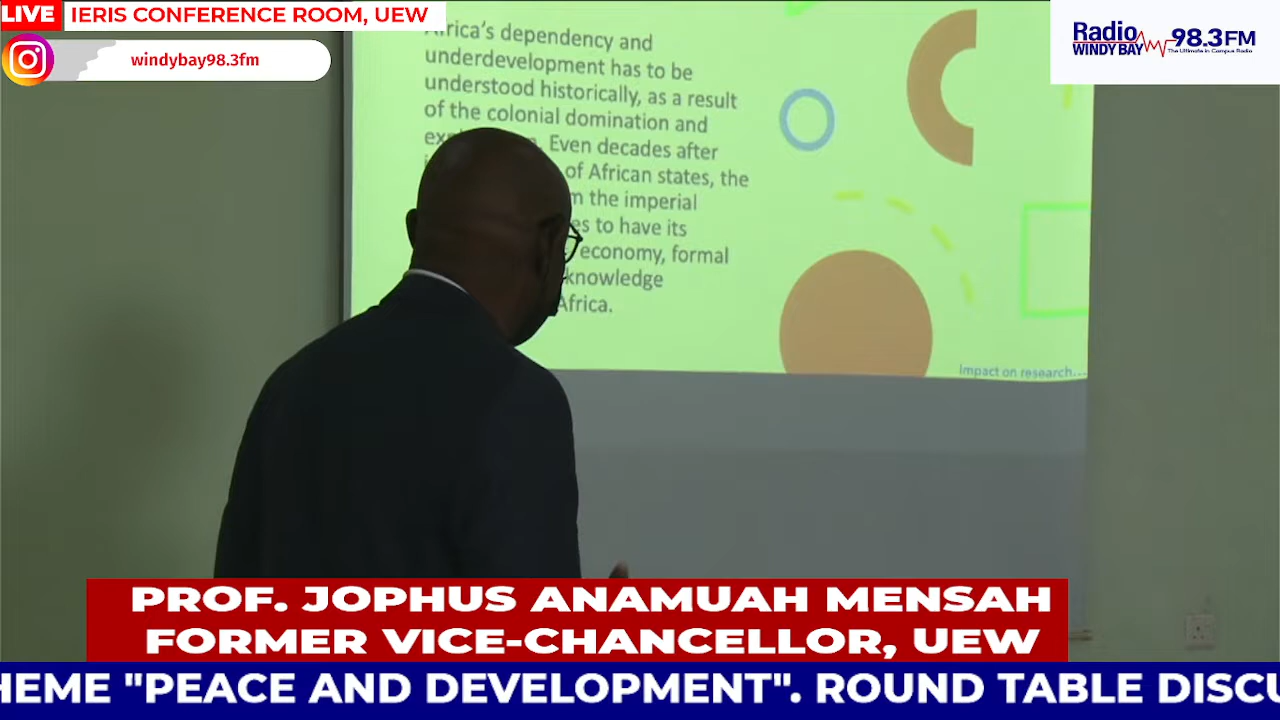 LIVE IERIS CONFERENCE ROOM, UEW
windybay98.3fm
Radio
WINDY BAY
98.3FM
The Ultimate in Campus Radio
Africa's dependency and
underdevelopment has to be
understood historically, as a result
of the colonial domination and
Even decades after
of African states, the
the imperial
to have its
economy, formal
knowledge
Africa.
Impact on research...
PROF. JOPHUS ANAMUAH MENSAH
FORMER VICE-CHANCELLOR, UEW
HEME "PEACE AND DEVELOPMENT". ROUND TABLE DISCU